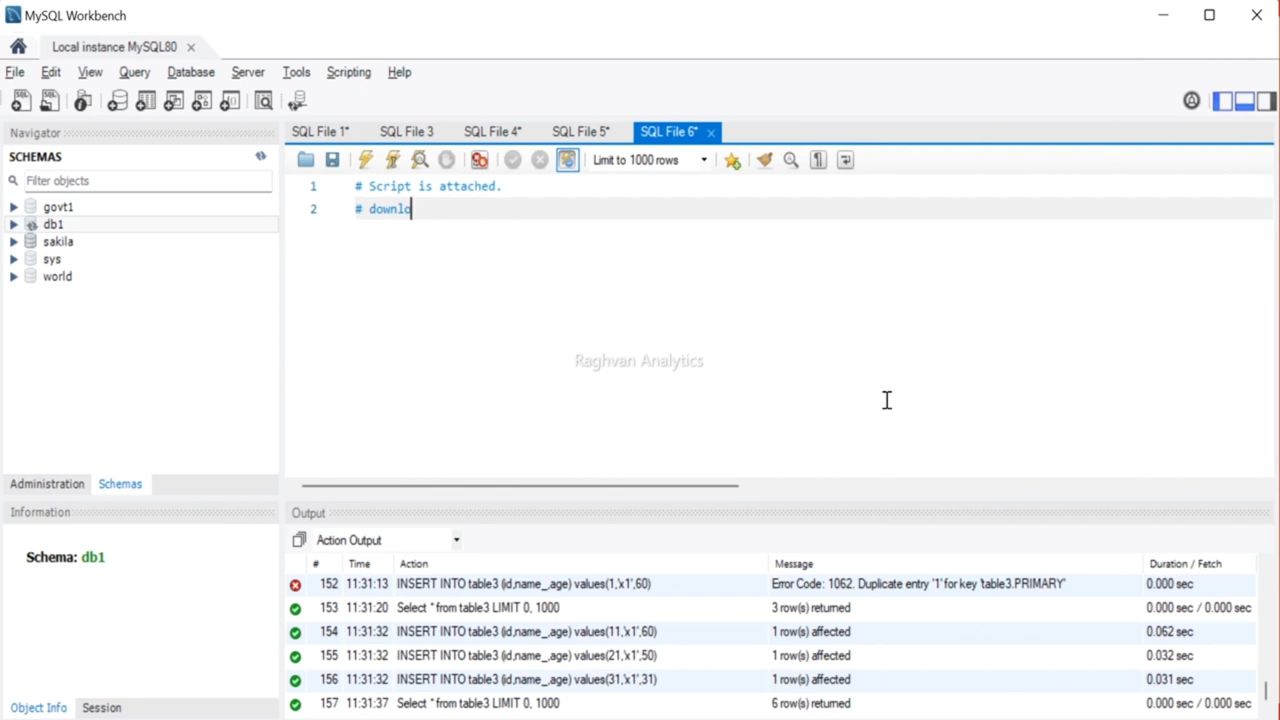 MySQL Workbench
Local instance MySQL80
File Edit View Query Database Server Tools Scripting Help
Navigator
SCHEMAS
Filter objects
govt1
db1
sakila
sys
world
Administration Schemas
Information
Schema: db1
Object Info Session
SQL File 1* SQL File 3 SQL File 4* SQL File 5* SQL File 6*
Limit to 1000 rows
1 # Script is attached.
2 # downlo
Raghvan Analytics
Output
Action Output
# Time Action Message Duration / Fetch
152 11:31:13 INSERT INTO table3 (id,name_,age) values(1,'x1',60) Error Code: 1062. Duplicate entry '1' for key 'table3.PRIMARY' 0.000 sec
153 11:31:20 Select * from table3 LIMIT 0, 1000 3 row(s) returned 0.000 sec / 0.000 sec
154 11:31:32 INSERT INTO table3 (id,name_,age) values(11,'x1',60) 1 row(s) affected 0.062 sec
155 11:31:32 INSERT INTO table3 (id,name_,age) values(21,'x1',50) 1 row(s) affected 0.032 sec
156 11:31:32 INSERT INTO table3 (id,name_,age) values(31,'x1',31) 1 row(s) affected 0.031 sec
157 11:31:37 Select * from table3 LIMIT 0, 1000 6 row(s) returned 0.000 sec / 0.000 sec